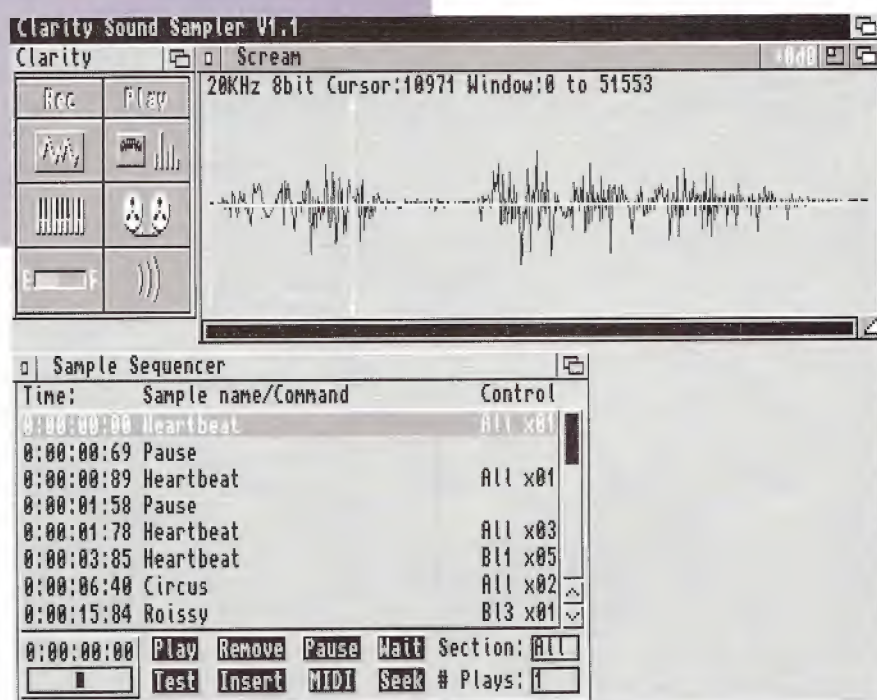 Clarity Sound Sampler V1.1
Clarity
Scream
+0dB
Rec Play
20KHz 8bit Cursor:10971 Window:0 to 51553
E F
Sample Sequencer
Time: Sample name/Command Control
0:00:00:00 Heartbeat All x01
0:00:00:69 Pause
0:00:00:89 Heartbeat All x01
0:00:01:58 Pause
0:00:01:78 Heartbeat All x03
0:00:03:85 Heartbeat Bl1 x05
0:00:06:40 Circus All x02
0:00:15:84 Roissy Bl3 x01
0:00:00:00 Play Remove Pause Wait Section: All
Test Insert MIDI Seek # Plays: 1